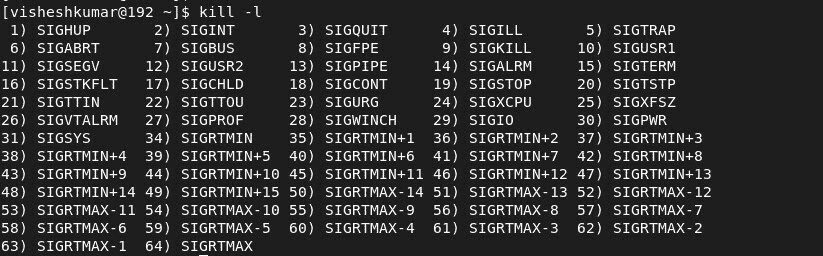 [visheshkumar@192 ~]$ kill -l
 1) SIGHUP       2) SIGINT       3) SIGQUIT      4) SIGILL       5) SIGTRAP
 6) SIGABRT      7) SIGBUS       8) SIGFPE       9) SIGKILL     10) SIGUSR1
11) SIGSEGV     12) SIGUSR2     13) SIGPIPE     14) SIGALRM     15) SIGTERM
16) SIGSTKFLT   17) SIGCHLD     18) SIGCONT     19) SIGSTOP     20) SIGTSTP
21) SIGTTIN     22) SIGTTOU     23) SIGURG      24) SIGXCPU     25) SIGXFSZ
26) SIGVTALRM   27) SIGPROF     28) SIGWINCH    29) SIGIO       30) SIGPWR
31) SIGSYS      34) SIGRTMIN    35) SIGRTMIN+1  36) SIGRTMIN+2  37) SIGRTMIN+3
38) SIGRTMIN+4  39) SIGRTMIN+5  40) SIGRTMIN+6  41) SIGRTMIN+7  42) SIGRTMIN+8
43) SIGRTMIN+9  44) SIGRTMIN+10 45) SIGRTMIN+11 46) SIGRTMIN+12 47) SIGRTMIN+13
48) SIGRTMIN+14 49) SIGRTMIN+15 50) SIGRTMAX-14 51) SIGRTMAX-13 52) SIGRTMAX-12
53) SIGRTMAX-11 54) SIGRTMAX-10 55) SIGRTMAX-9  56) SIGRTMAX-8  57) SIGRTMAX-7
58) SIGRTMAX-6  59) SIGRTMAX-5  60) SIGRTMAX-4  61) SIGRTMAX-3  62) SIGRTMAX-2
63) SIGRTMAX-1  64) SIGRTMAX